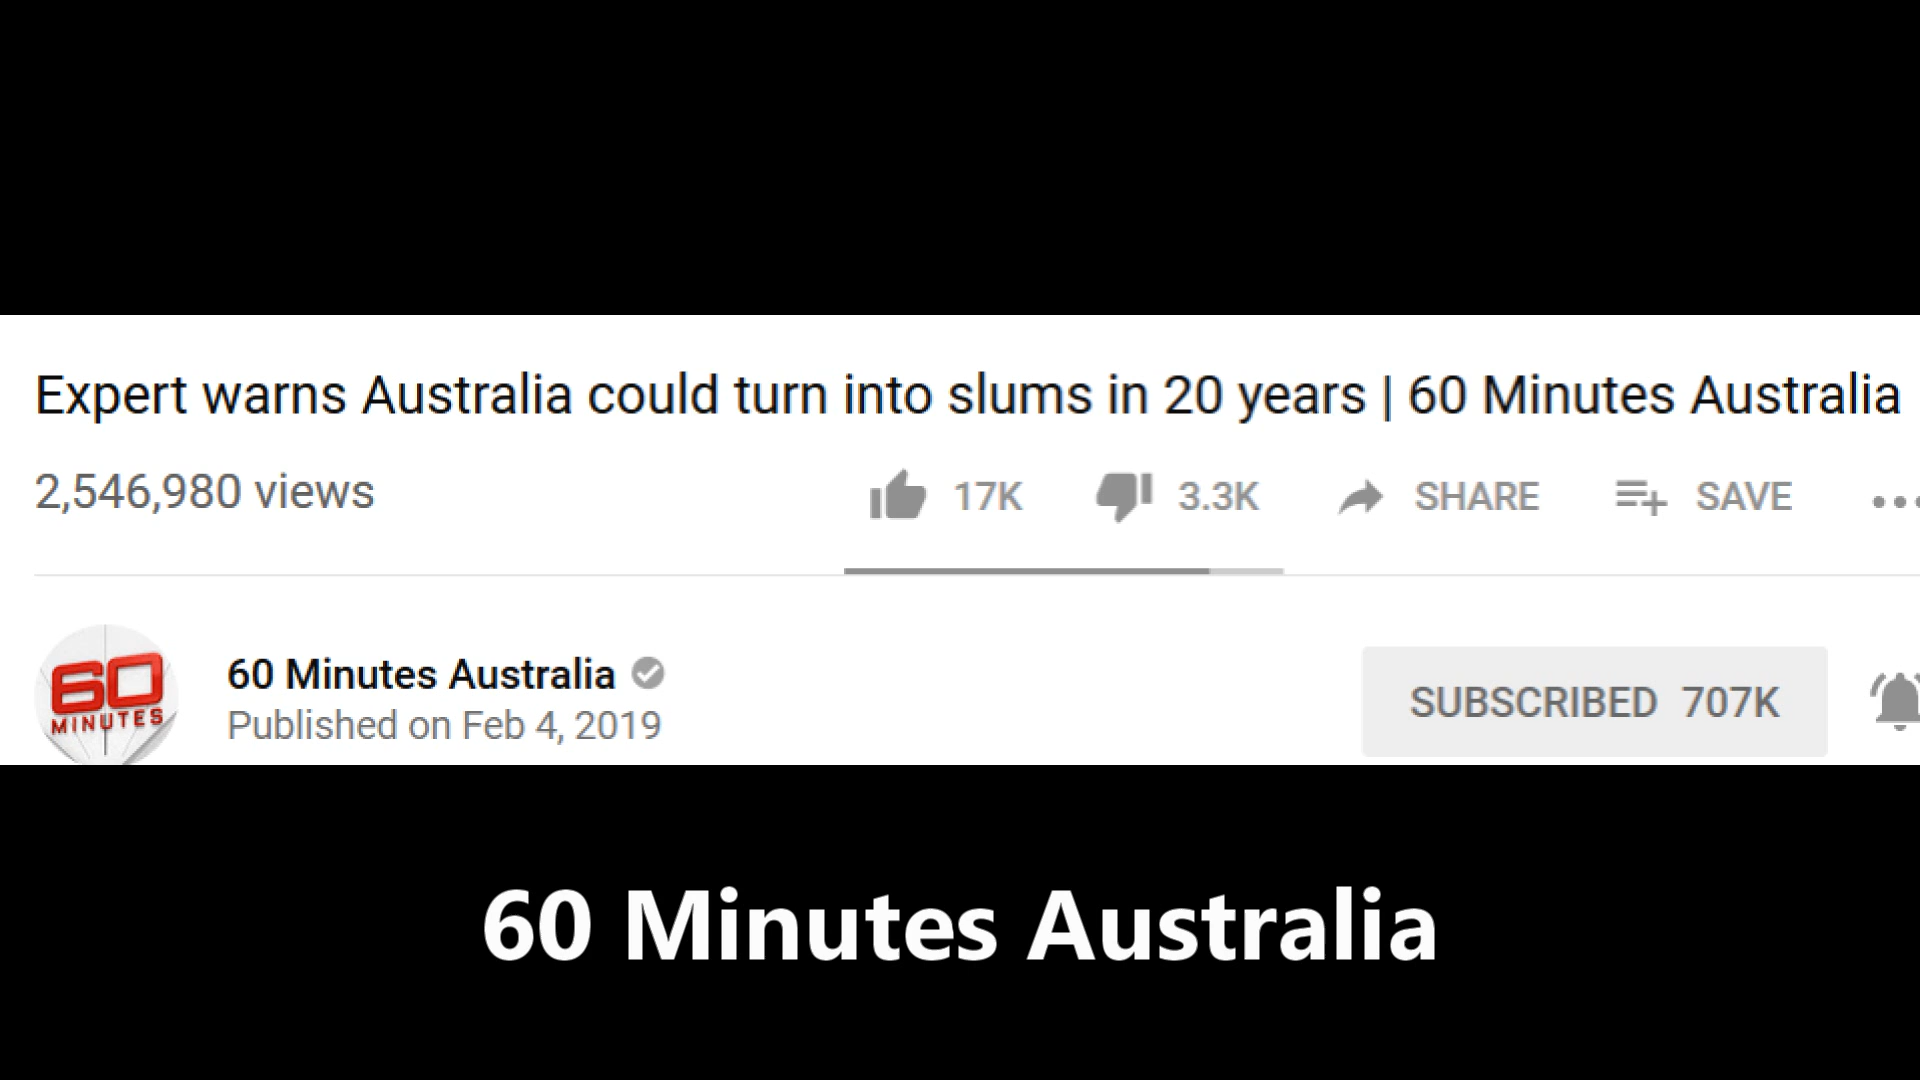 Expert warns Australia could turn into slums in 20 years | 60 Minutes Australia
2,546,980 views 17K 3.3K SHARE SAVE
60 MINUTES
60 Minutes Australia
Published on Feb 4, 2019
SUBSCRIBED 707K
60 Minutes Australia